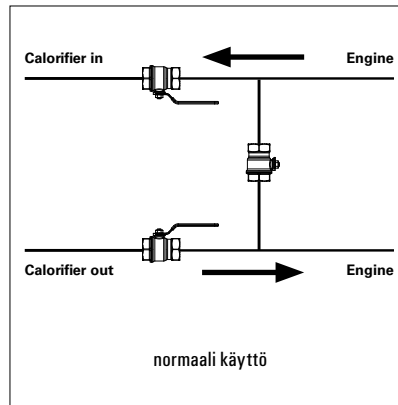 Calorifier in Engine
Calorifier out Engine
normaali käyttö